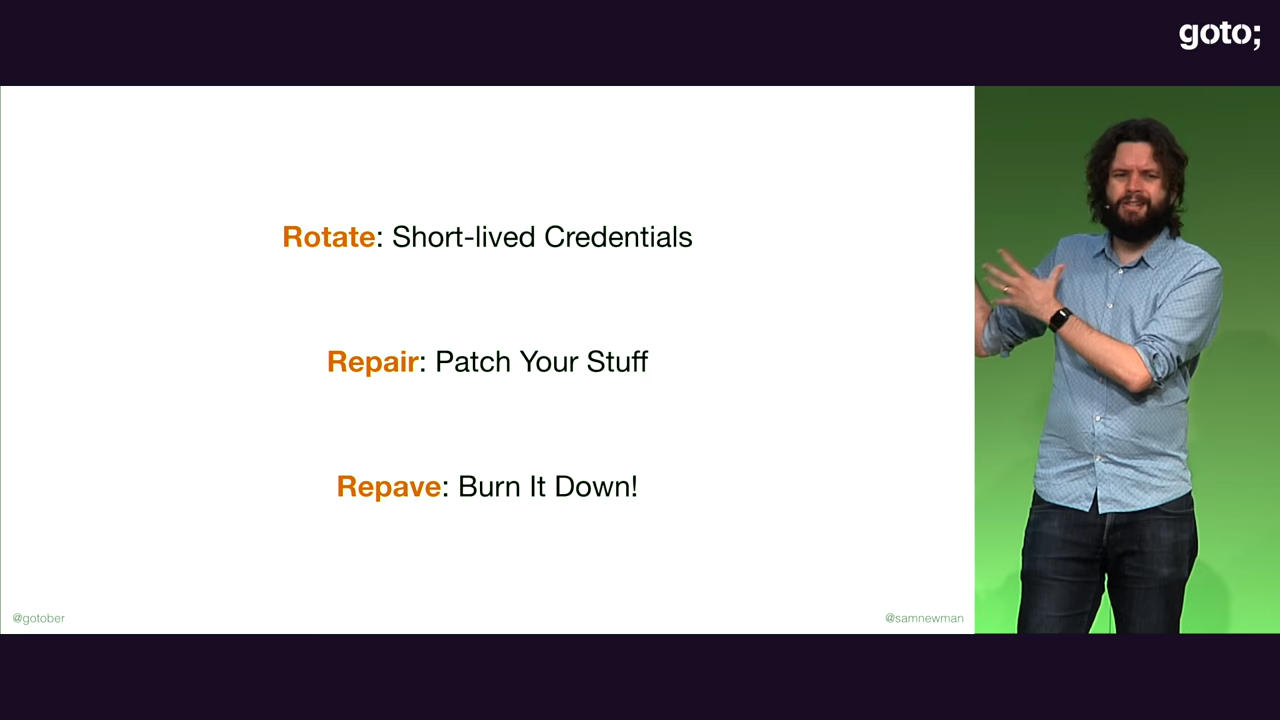 goto;
Rotate: Short-lived Credentials
Repair: Patch Your Stuff
Repave: Burn It Down!
@gotober
@samnewman